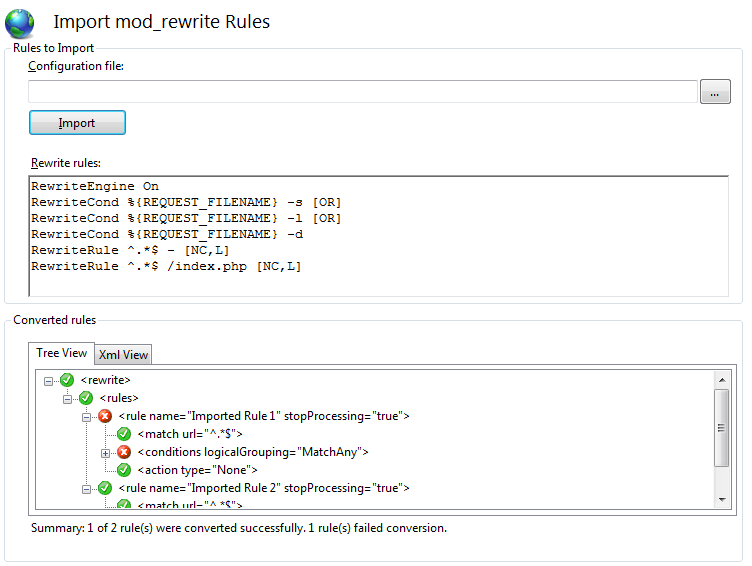 Import mod_rewrite Rules
Rules to Import
Configuration file:
...
Import
Rewrite rules:
RewriteEngine On
RewriteCond %{REQUEST_FILENAME} -s [OR]
RewriteCond %{REQUEST_FILENAME} -l [OR]
RewriteCond %{REQUEST_FILENAME} -d
RewriteRule ^.*$ - [NC,L]
RewriteRule ^.*$ /index.php [NC,L]
Converted rules
Tree View Xml View
<rewrite>
<rules>
<rule name="Imported Rule 1" stopProcessing="true">
<match url="^.*$">
<conditions logicalGrouping="MatchAny">
<action type="None">
<rule name="Imported Rule 2" stopProcessing="true">
<match url="^.*$">
Summary: 1 of 2 rule(s) were converted successfully. 1 rule(s) failed conversion.